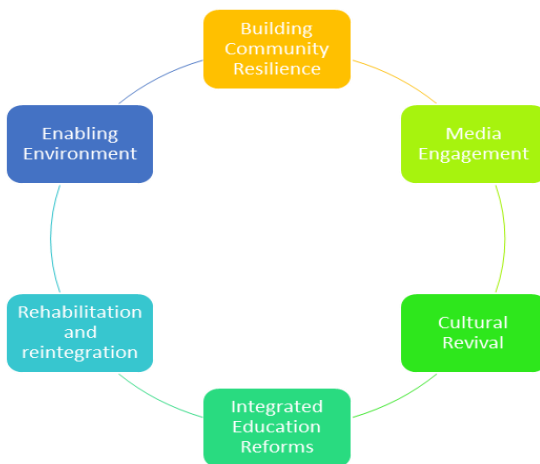 Building
Community
Resilience
Media
Engagement
Cultural
Revival
Integrated
Education
Reforms
Rehabilitation
and
reintegration
Enabling
Environment